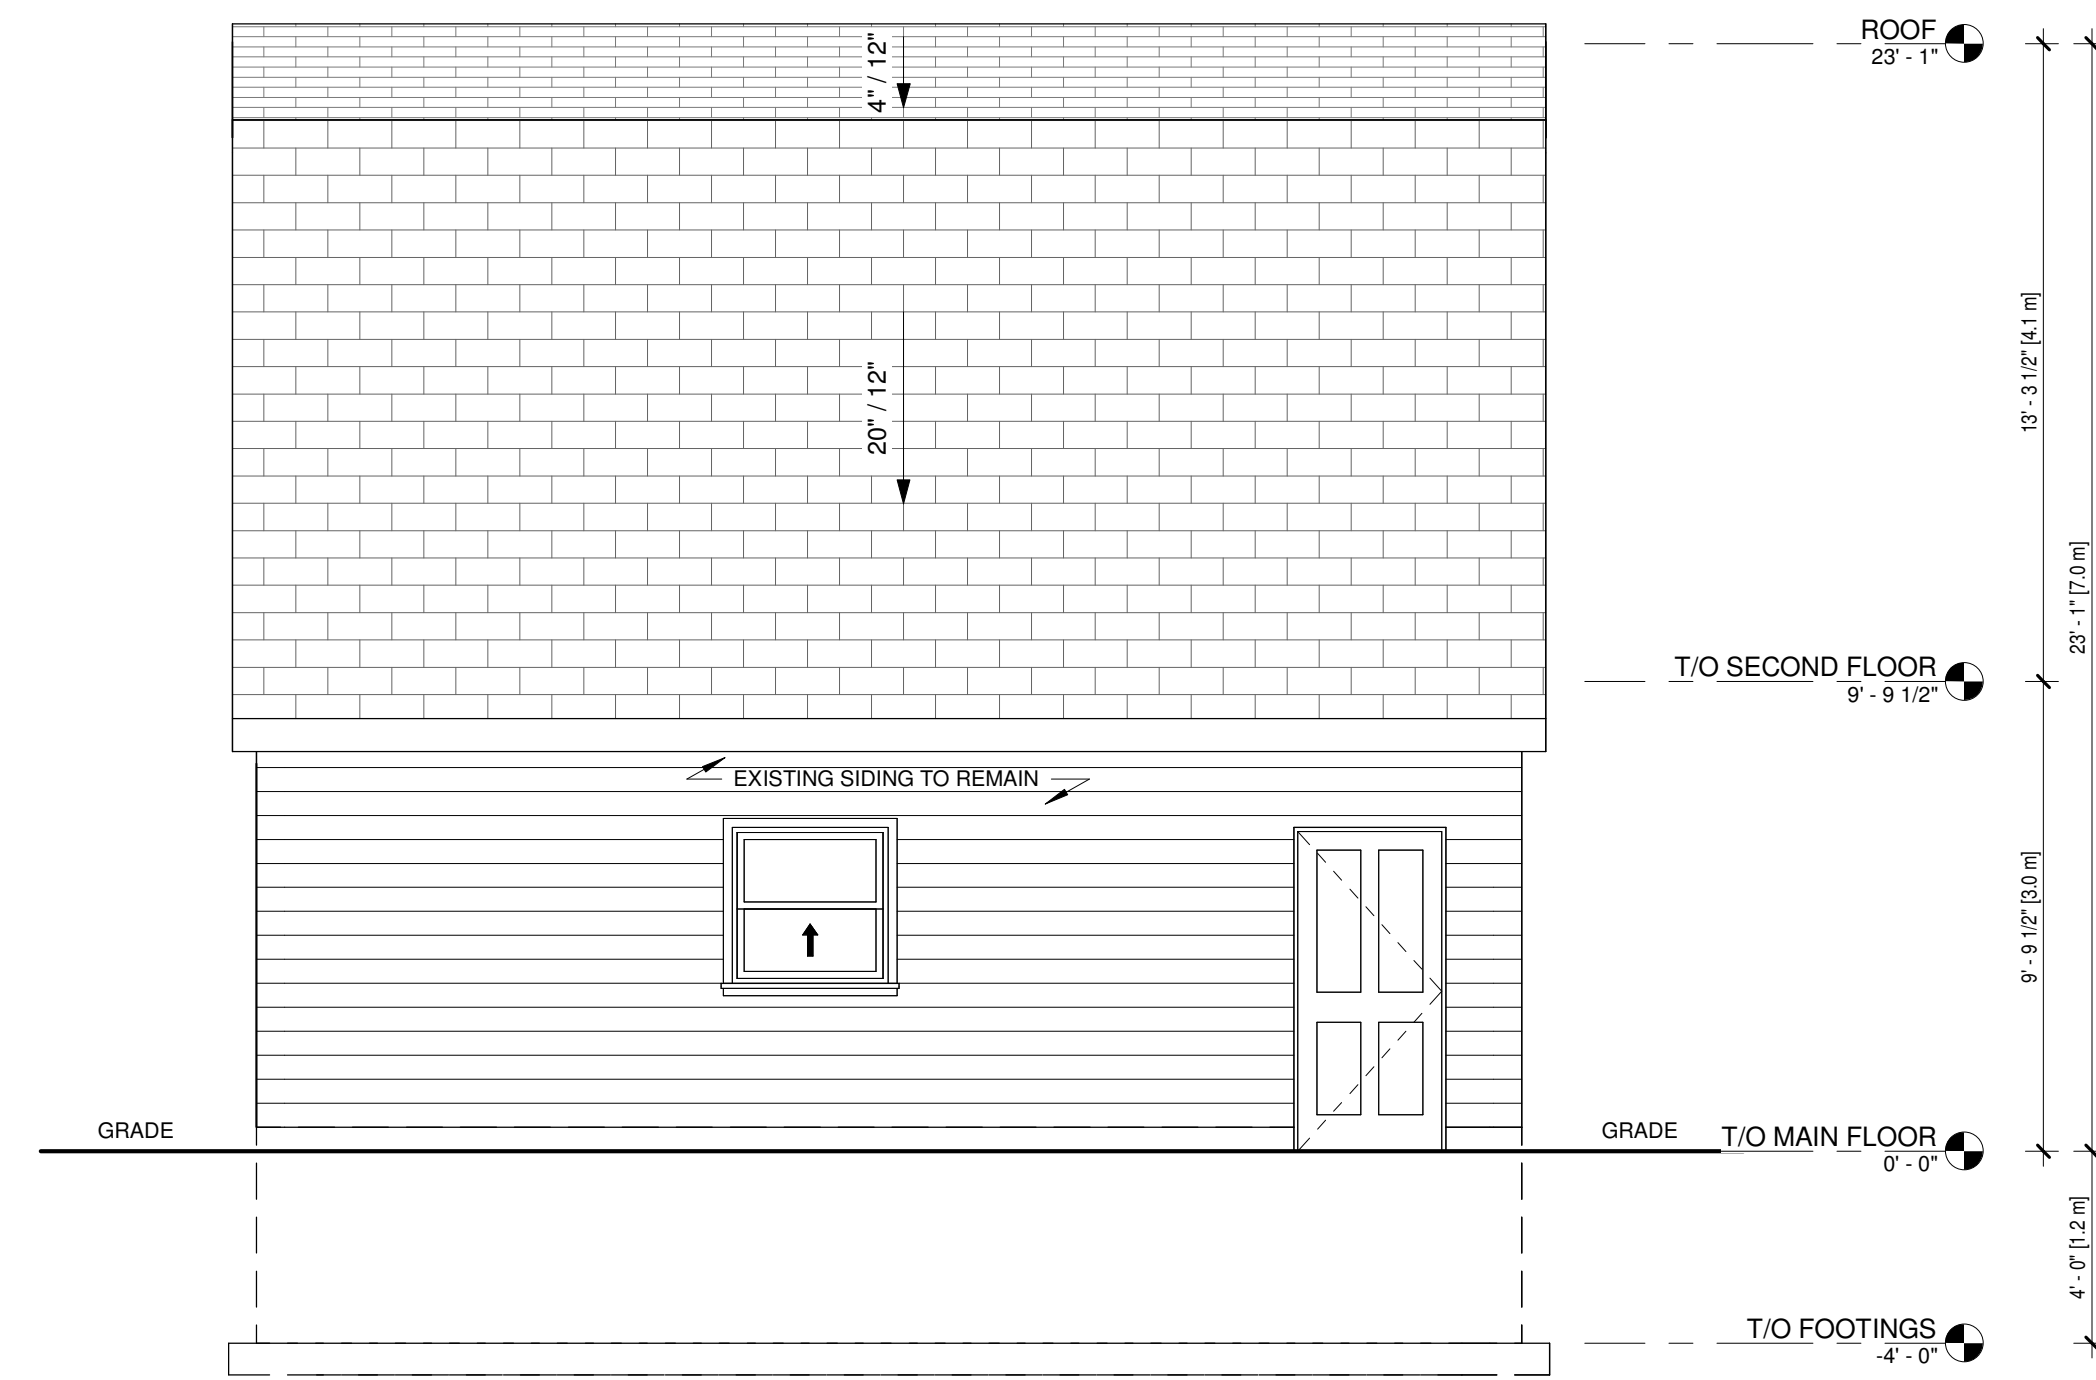 ROOF
23' - 1"
4" / 12"
13' - 3 1/2" [4.1 m]
20" / 12"
23' - 1" [7.0 m]
T/O SECOND FLOOR
9' - 9 1/2"
EXISTING SIDING TO REMAIN
9' - 9 1/2" [3.0 m]
GRADE
GRADE
T/O MAIN FLOOR
0' - 0"
4' - 0" [1.2 m]
T/O FOOTINGS
-4' - 0"